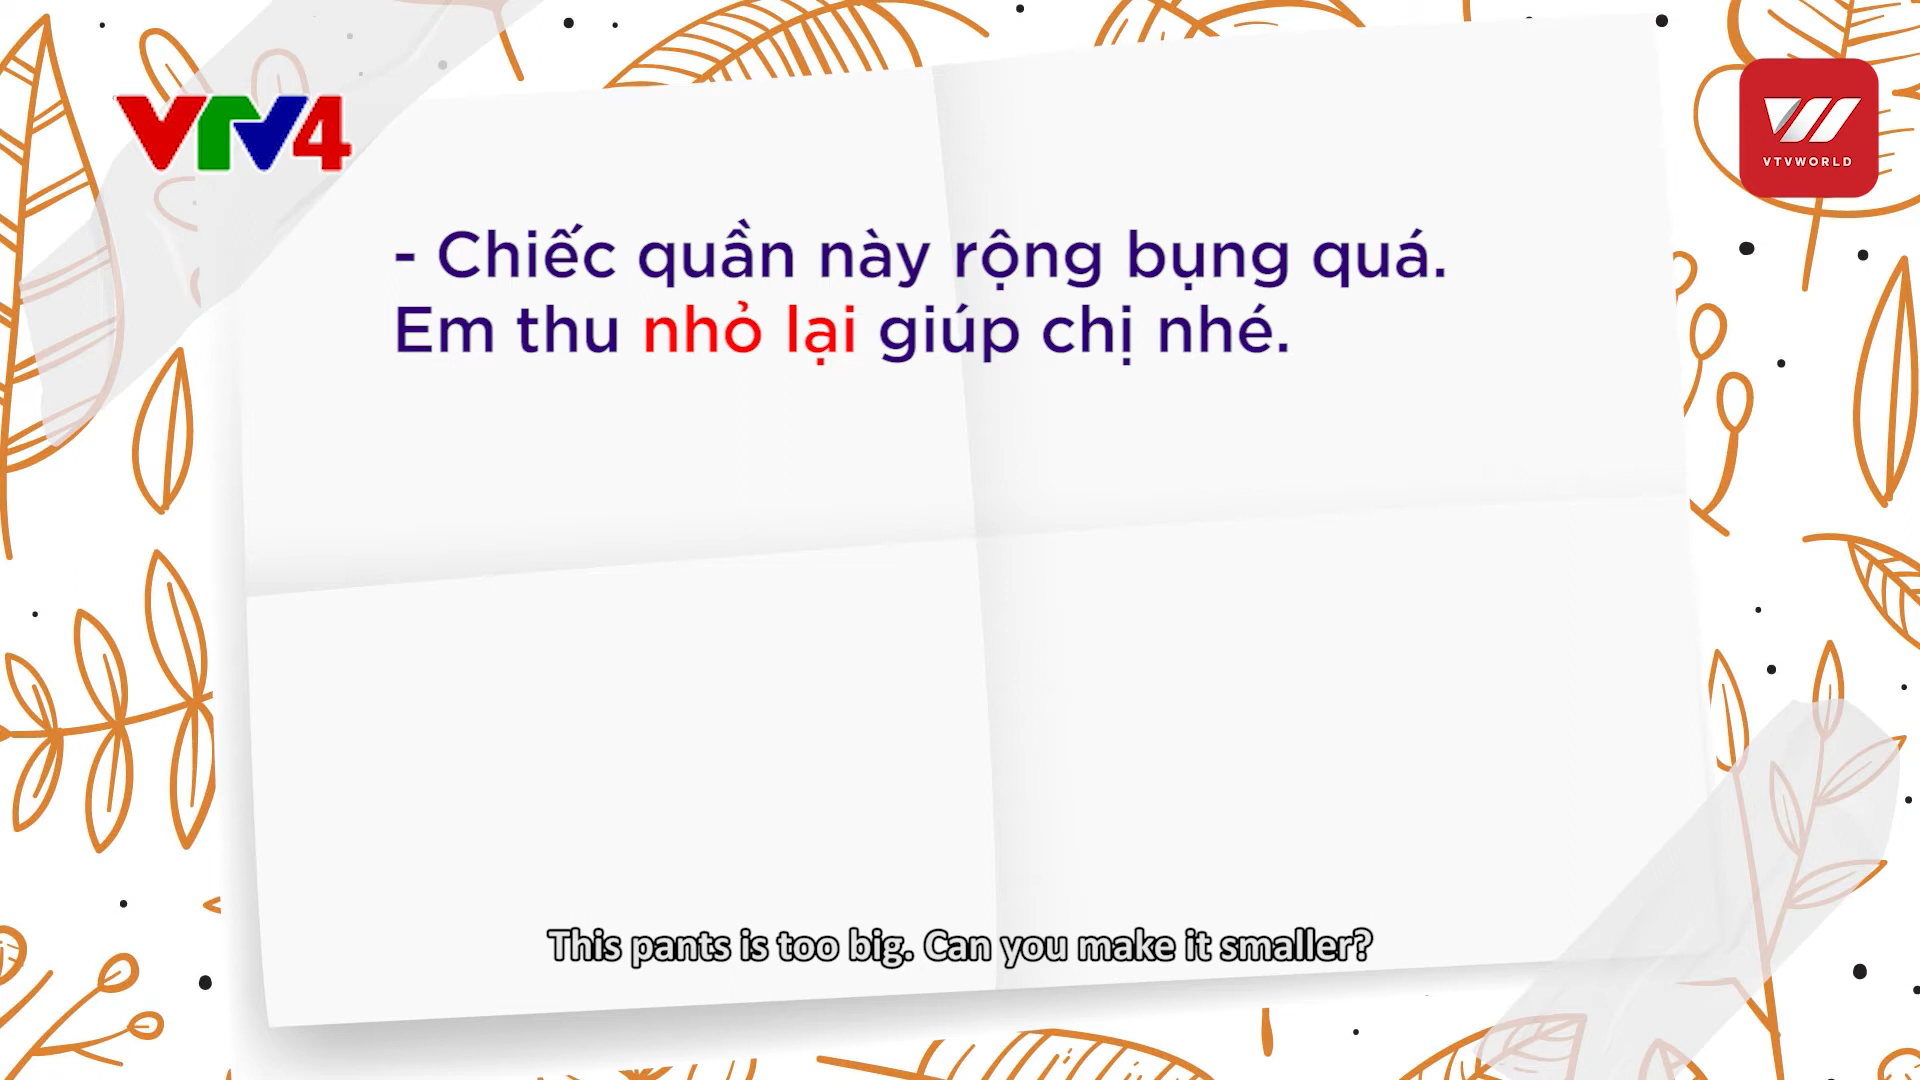 VTV4
VTVWORLD
- Chiếc quần này rộng bụng quá.
Em thu nhỏ lại giúp chị nhé.
This pants is too big. Can you make it smaller?